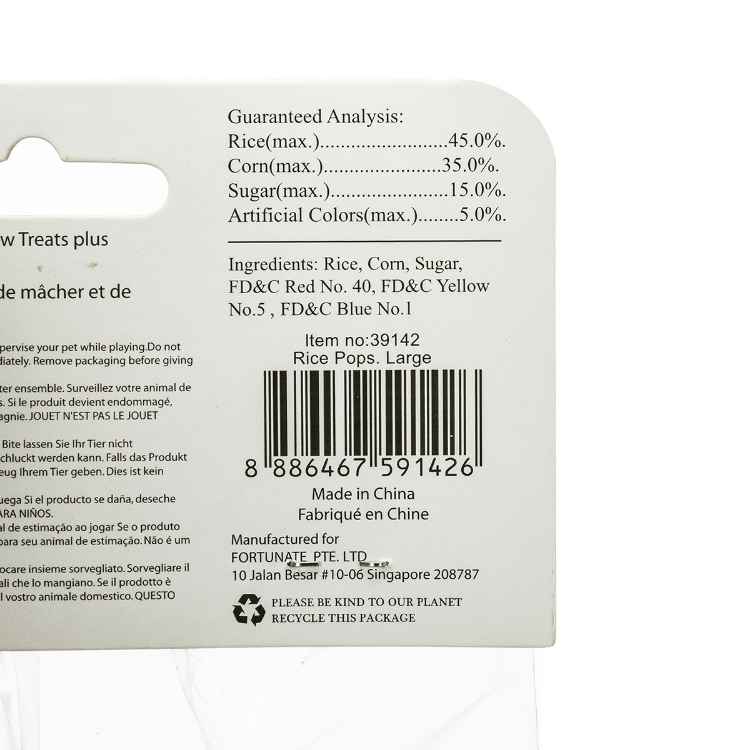 w Treats plus
de mâcher et de
pervise your pet while playing.Do not
diately. Remove packaging before giving
ter ensemble. Surveillez votre animal de
s. Si le produit devient endommagé,
agnie. JOUET N'EST PAS LE JOUET
Bite lassen Sie Ihr Tier nicht
chluckt werden kann. Falls das Produkt
eug Ihrem Tier geben. Dies ist kein
uega Si el producto se daña, deseche
ARA NIÑOS.
al de estimação ao jogar Se o produto
para seu animal de estimação. Não é um
ocare insieme sorvegliato. Sorvegliare il
ali che lo mangiano. Se il prodotto è
l vostro animale domestico. QUESTO
Guaranteed Analysis:
Rice(max.).........................45.0%.
Corn(max.).......................35.0%.
Sugar(max.).......................15.0%.
Artificial Colors(max.)........5.0%.
Ingredients: Rice, Corn, Sugar,
FD&C Red No. 40, FD&C Yellow
No.5 , FD&C Blue No.1
Item no:39142
Rice Pops. Large
8 886467 591426
Made in China
Fabriqué en Chine
Manufactured for
FORTUNATE PTE. LTD
10 Jalan Besar #10-06 Singapore 208787
PLEASE BE KIND TO OUR PLANET
RECYCLE THIS PACKAGE